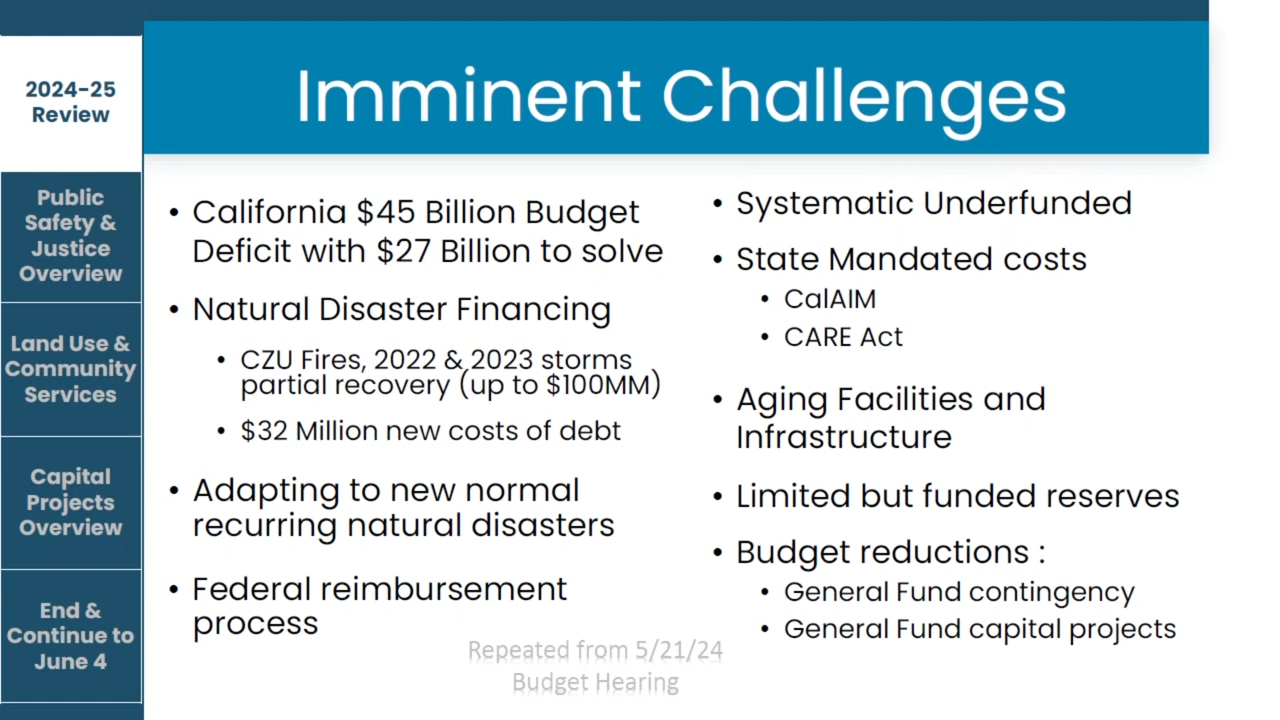 2024-25
Review
Public
Safety &
Justice
Overview
Land Use &
Community
Services
Capital
Projects
Overview
End &
Continue to
June 4
Imminent Challenges
• California $45 Billion Budget
Deficit with $27 Billion to solve
• Natural Disaster Financing
• CZU Fires, 2022 & 2023 storms
partial recovery (up to $100MM)
• $32 Million new costs of debt
• Adapting to new normal
recurring natural disasters
• Federal reimbursement
process
• Systematic Underfunded
• State Mandated costs
• CalAIM
• CARE Act
• Aging Facilities and
Infrastructure
• Limited but funded reserves
• Budget reductions :
• General Fund contingency
• General Fund capital projects
Repeated from 5/21/24
Budget Hearing